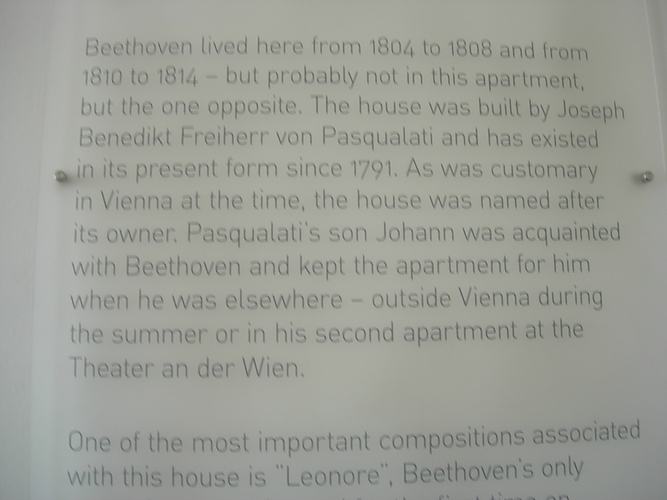 Beethoven lived here from 1804 to 1808 and from
1810 to 1814 – but probably not in this apartment,
but the one opposite. The house was built by Joseph
Benedikt Freiherr von Pasqualati and has existed
in its present form since 1791. As was customary
in Vienna at the time, the house was named after
its owner. Pasqualati's son Johann was acquainted
with Beethoven and kept the apartment for him
when he was elsewhere – outside Vienna during
the summer or in his second apartment at the
Theater an der Wien.
One of the most important compositions associated
with this house is "Leonore", Beethoven's only